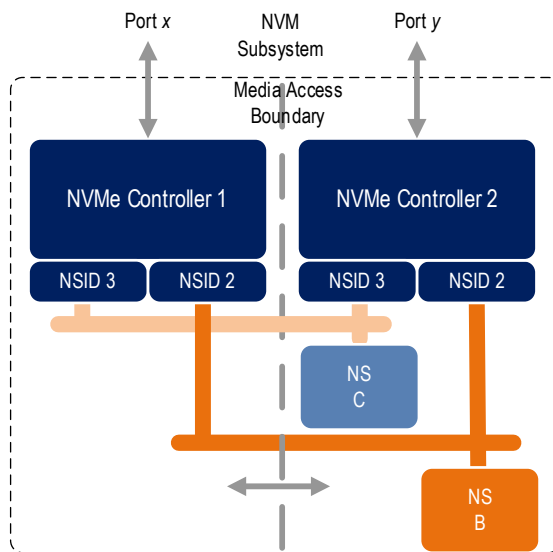 Port x
NVM
Subsystem
Port y
Media Access
Boundary
NVMe Controller 1
NVMe Controller 2
NSID 3
NSID 2
NSID 3
NSID 2
NS
C
NS
B